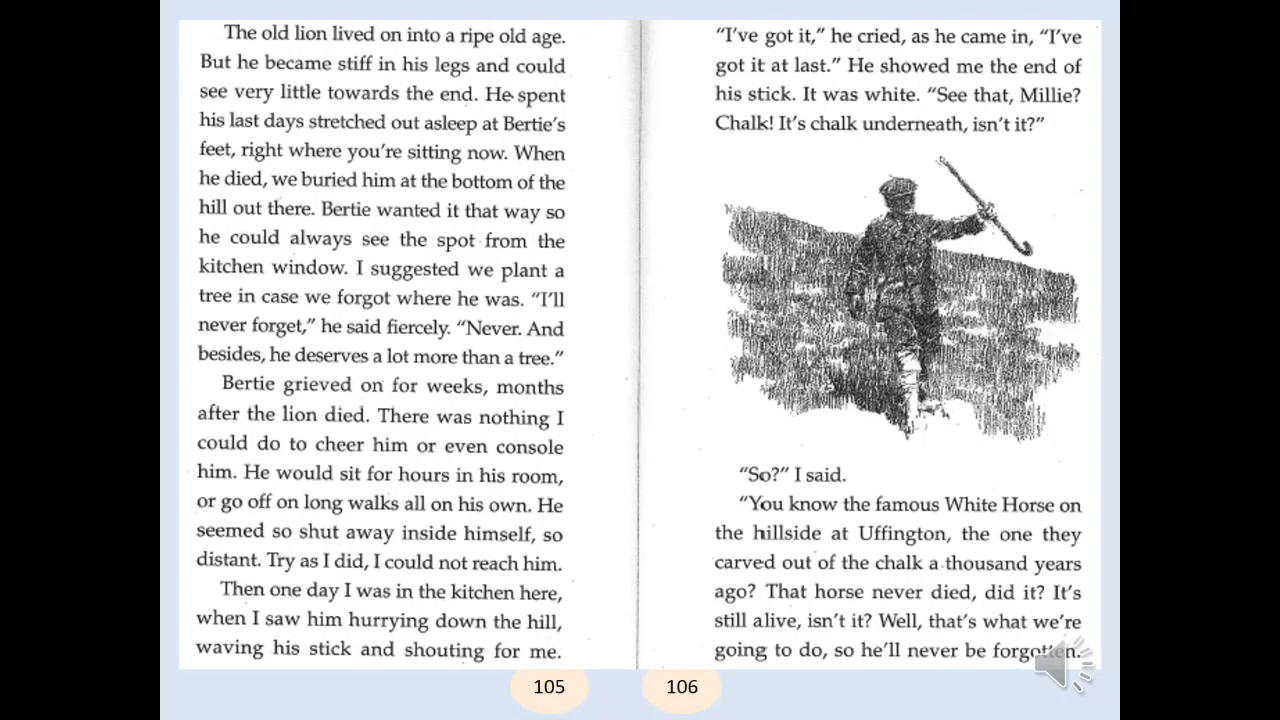 The old lion lived on into a ripe old age.
But he became stiff in his legs and could
see very little towards the end. He spent
his last days stretched out asleep at Bertie's
feet, right where you're sitting now. When
he died, we buried him at the bottom of the
hill out there. Bertie wanted it that way so
he could always see the spot from the
kitchen window. I suggested we plant a
tree in case we forgot where he was. “I'll
never forget,” he said fiercely. “Never. And
besides, he deserves a lot more than a tree.”
Bertie grieved on for weeks, months
after the lion died. There was nothing I
could do to cheer him or even console
him. He would sit for hours in his room,
or go off on long walks all on his own. He
seemed so shut away inside himself, so
distant. Try as I did, I could not reach him.
Then one day I was in the kitchen here,
when I saw him hurrying down the hill,
waving his stick and shouting for me.
105
“I've got it,” he cried, as he came in, “I've
got it at last.” He showed me the end of
his stick. It was white. “See that, Millie?
Chalk! It's chalk underneath, isn't it?”
“So?” I said.
“You know the famous White Horse on
the hillside at Uffington, the one they
carved out of the chalk a thousand years
ago? That horse never died, did it? It's
still alive, isn't it? Well, that's what we're
going to do, so he'll never be forgotten.
106